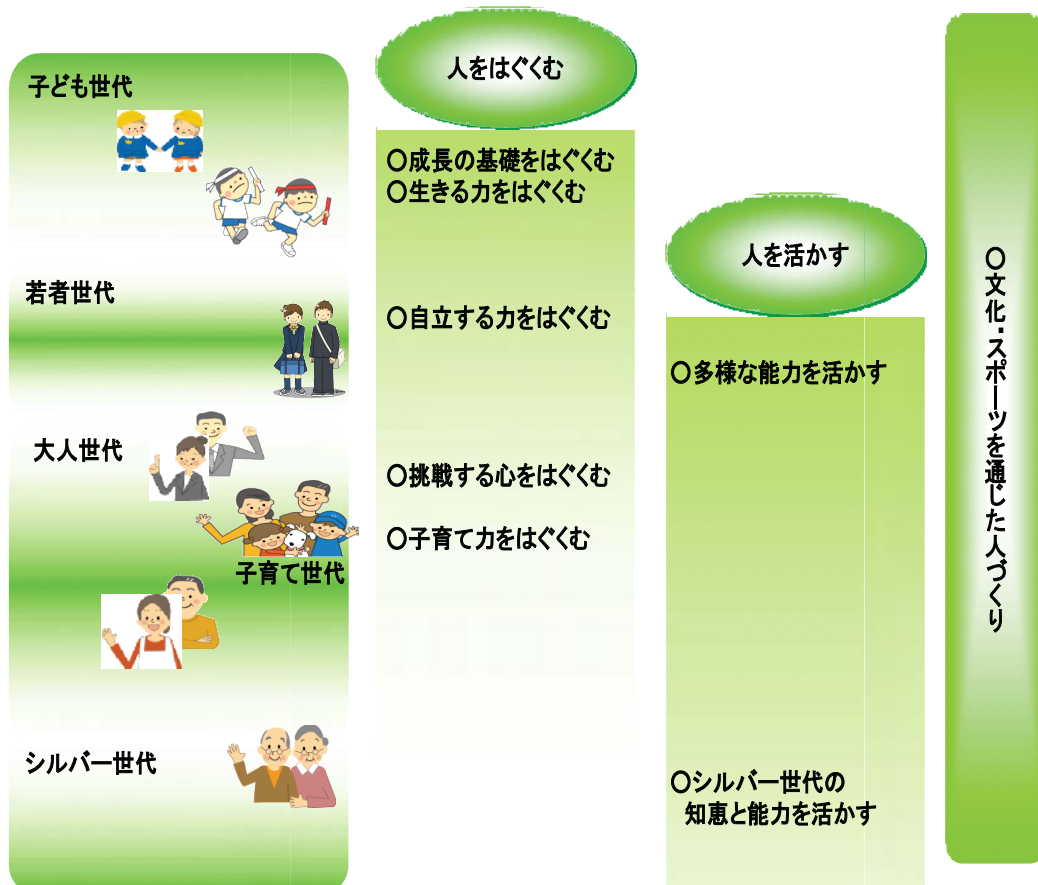 子ども世代
若者世代
大人世代
子育て世代
シルバー世代
人をはぐくむ
○成長の基礎をはぐくむ
○生きる力をはぐくむ
○自立する力をはぐくむ
○挑戦する心をはぐくむ
○子育て力をはぐくむ
人を活かす
○多様な能力を活かす
○シルバー世代の
知恵と能力を活かす
○文化・スポーツを通じた人づくり